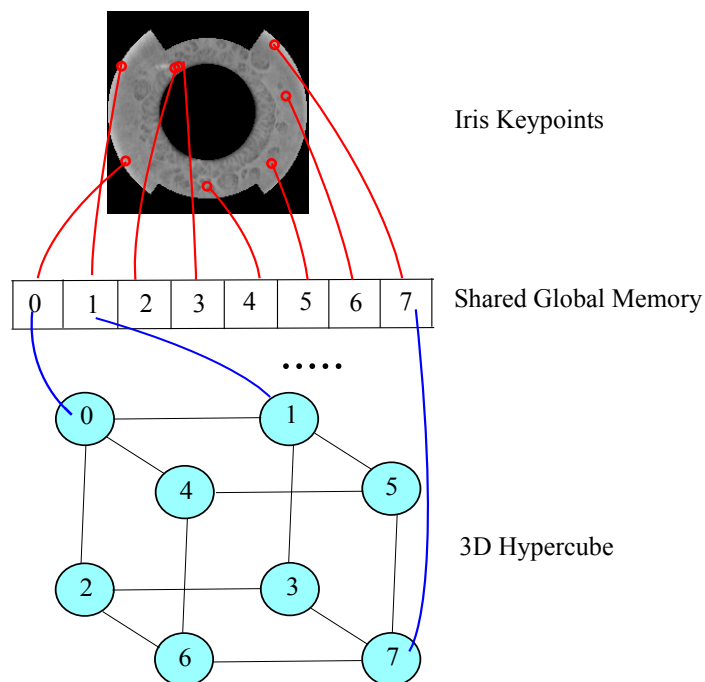 Iris Keypoints
0 1 2 3 4 5 6 7 Shared Global Memory
.....
0 1
4 5
3D Hypercube
2 3
6 7